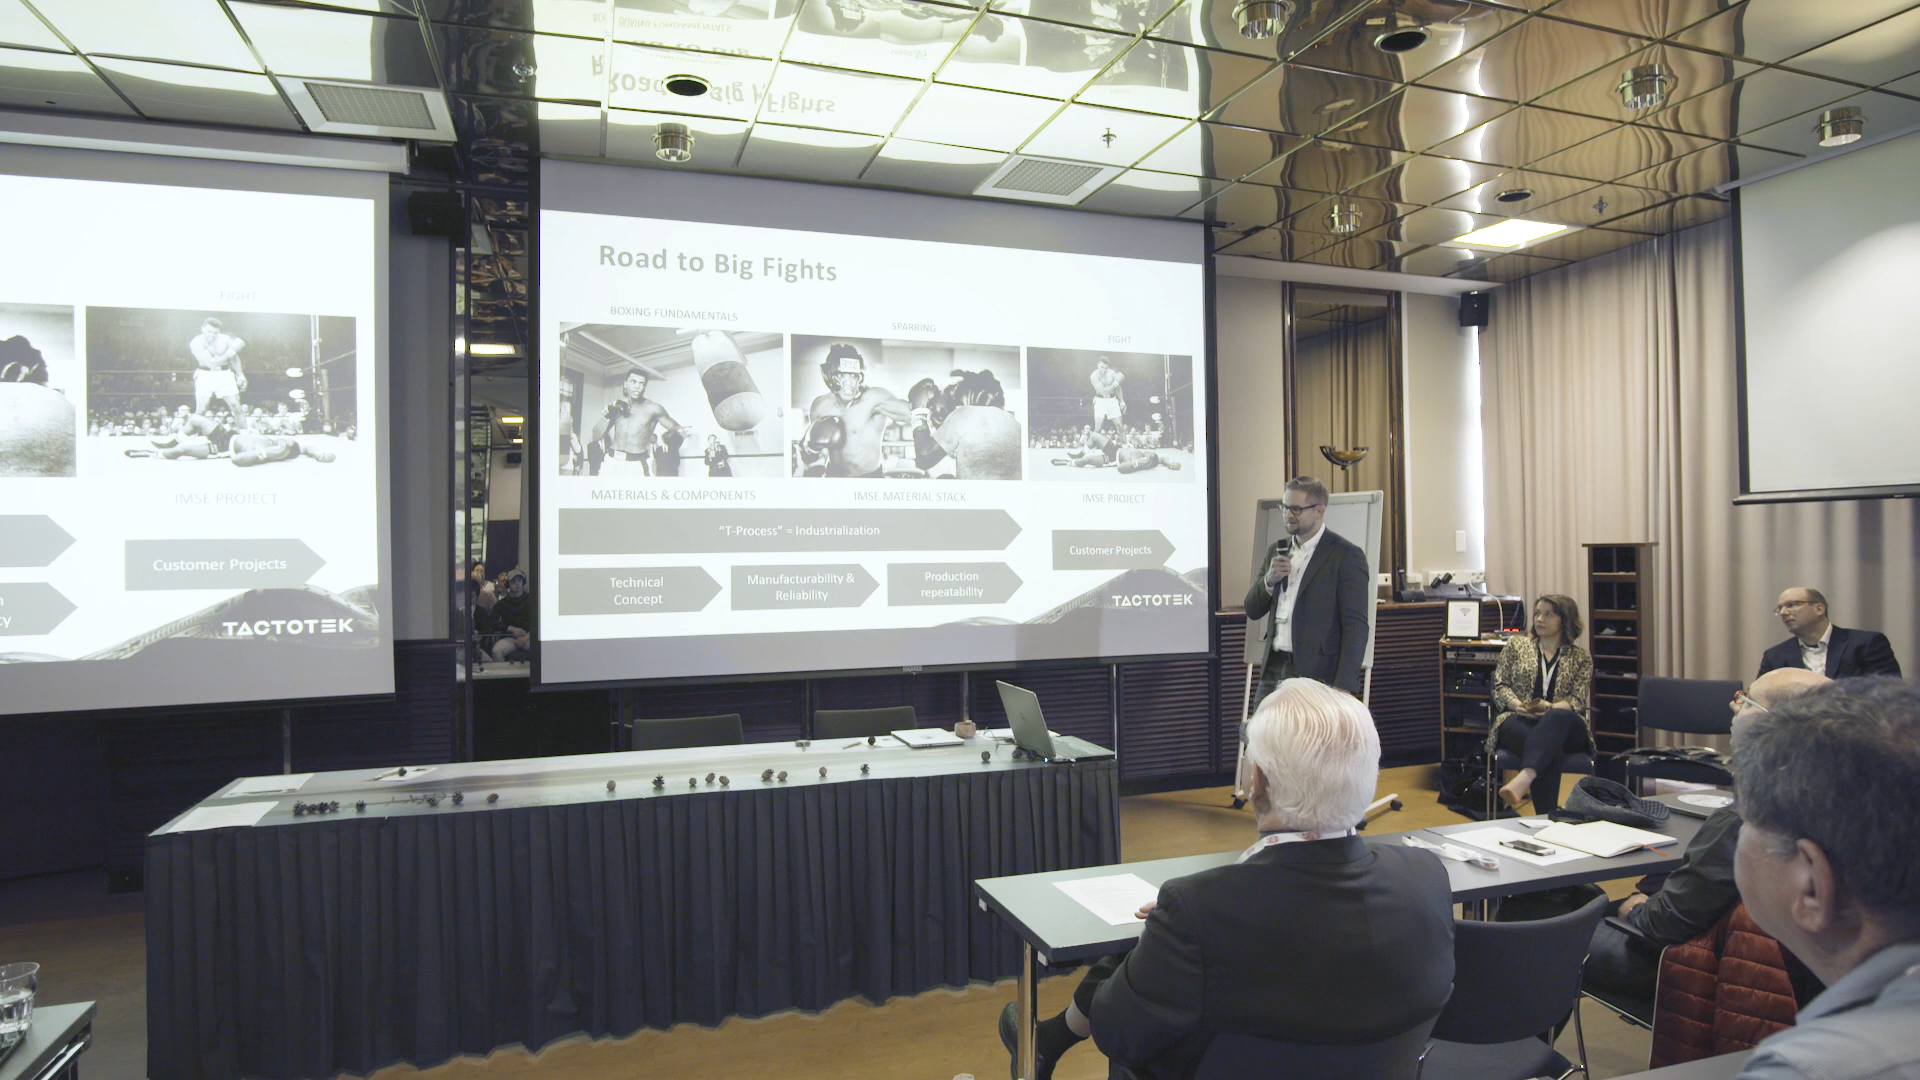 FIGHT
IMSE PROJECT
Customer Projects
TACTOTEK
Road to Big Fights
BOXING FUNDAMENTALS
SPARRING
FIGHT
MATERIALS & COMPONENTS
IMSE MATERIAL STACK
IMSE PROJECT
"T-Process" = Industrialization
Customer Projects
Technical
Concept
Manufacturability &
Reliability
Production
repeatability
TACTOTEK